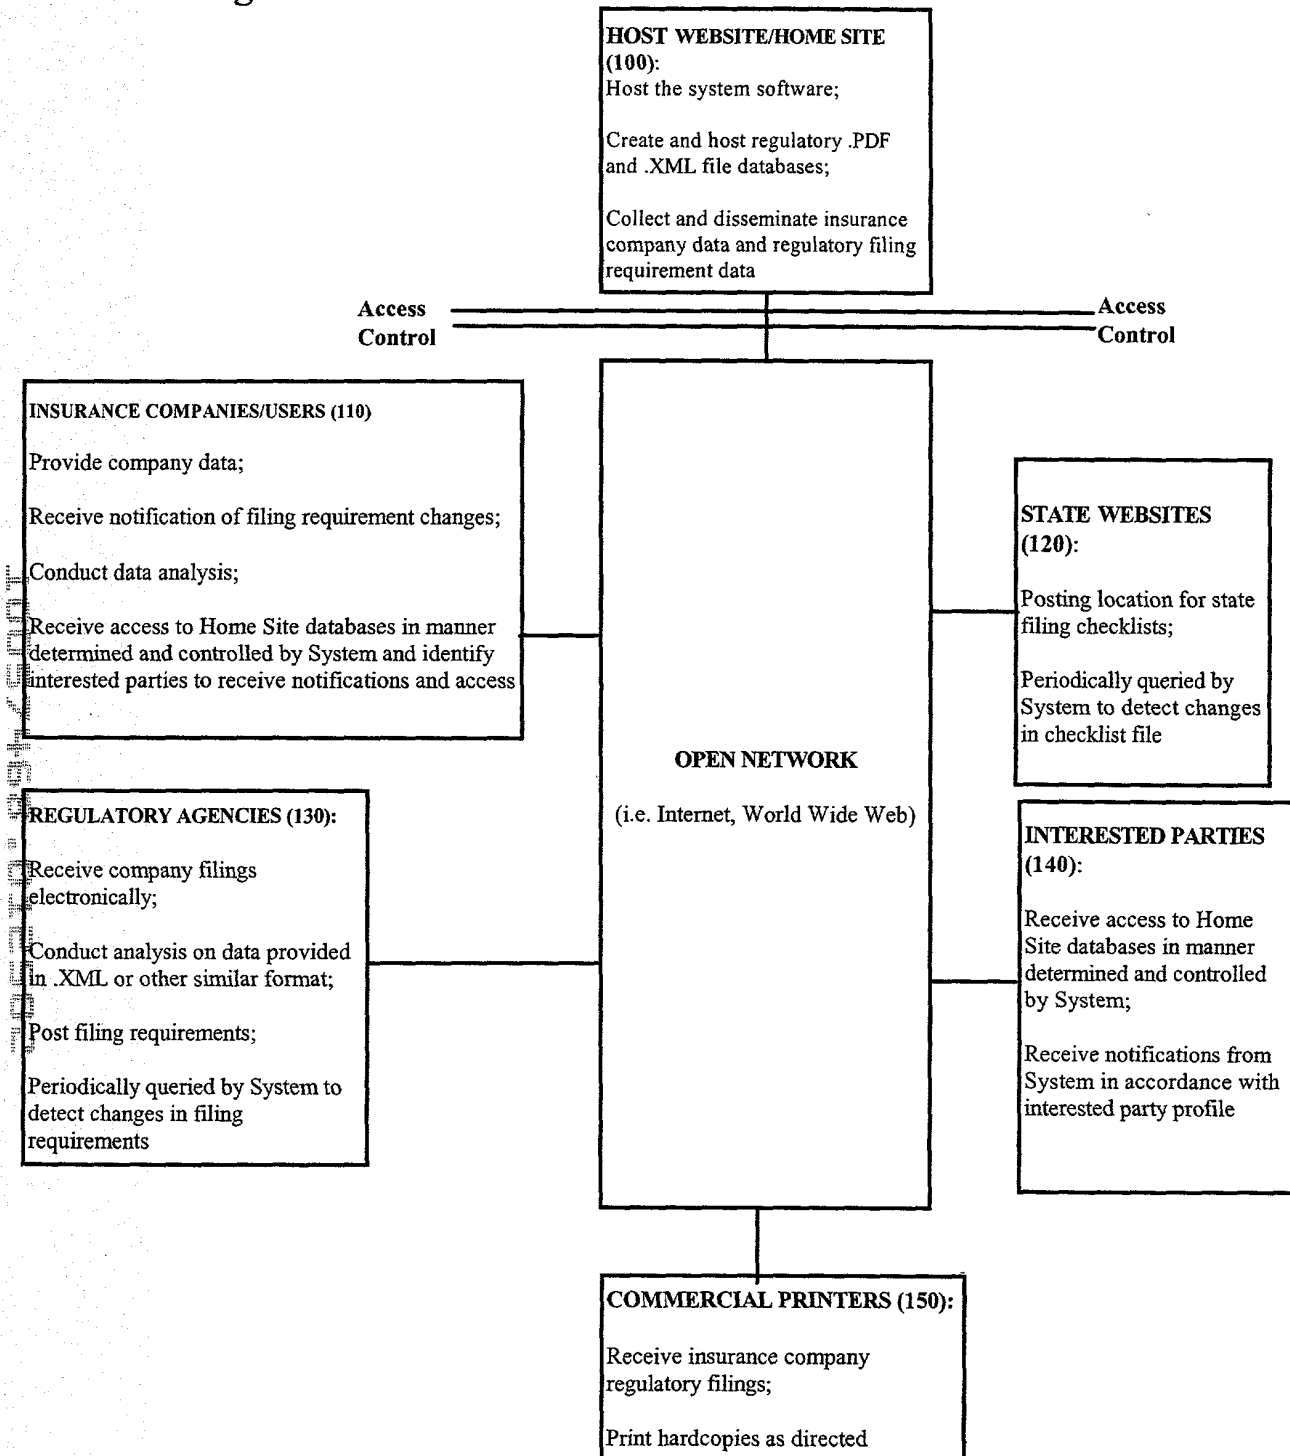 HOST WEBSITE/HOME SITE
(100):
Host the system software;
Create and host regulatory .PDF
and .XML file databases;
Collect and disseminate insurance
company data and regulatory filing
requirement data
Access
Control
Access
Control
INSURANCE COMPANIES/USERS (110)
Provide company data;
Receive notification of filing requirement changes;
Conduct data analysis;
Receive access to Home Site databases in manner
determined and controlled by System and identify
interested parties to receive notifications and access
STATE WEBSITES
(120):
Posting location for state
filing checklists;
Periodically queried by
System to detect changes
in checklist file
OPEN NETWORK
(i.e. Internet, World Wide Web)
REGULATORY AGENCIES (130):
Receive company filings
electronically;
Conduct analysis on data provided
in .XML or other similar format;
Post filing requirements;
Periodically queried by System to
detect changes in filing
requirements
INTERESTED PARTIES
(140):
Receive access to Home
Site databases in manner
determined and controlled
by System;
Receive notifications from
System in accordance with
interested party profile
COMMERCIAL PRINTERS (150):
Receive insurance company
regulatory filings;
Print hardcopies as directed